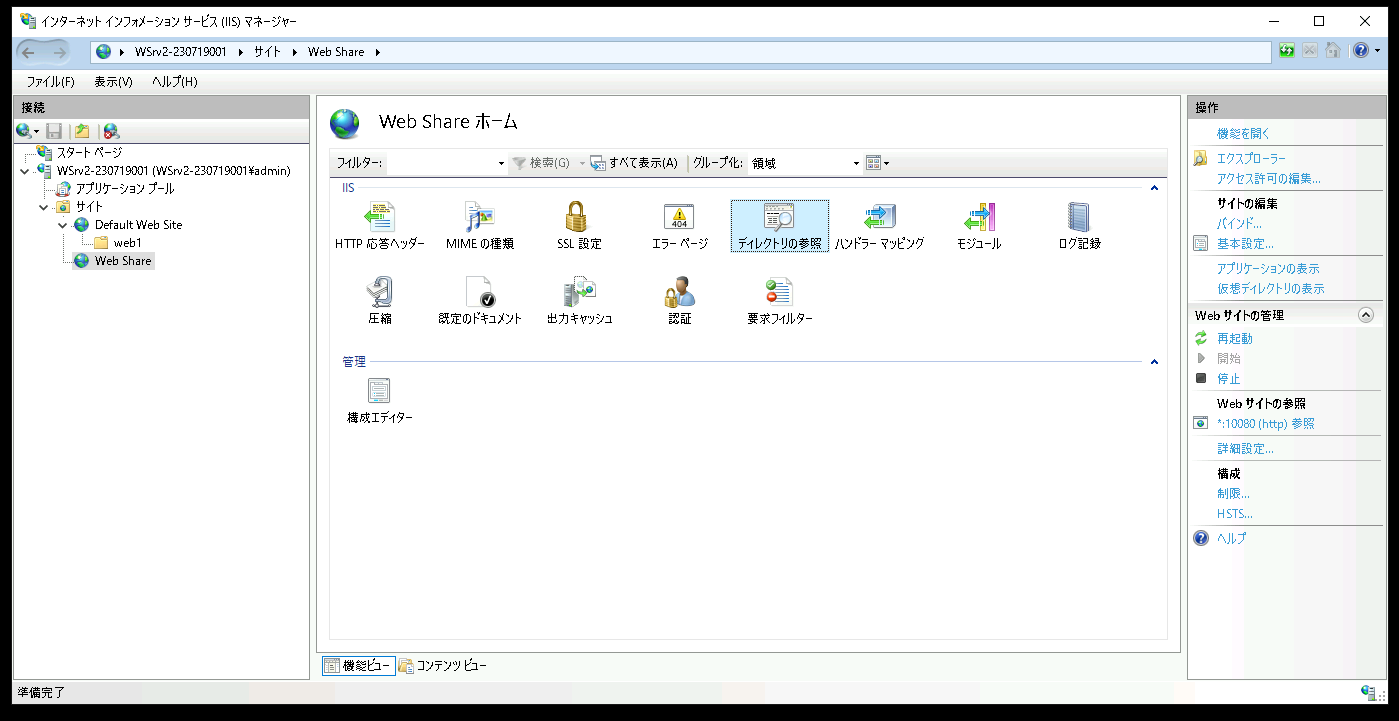 インターネット インフォメーション サービス (IIS) マネージャー
WSrv2-230719001 サイト Web Share
ファイル(F) 表示(V) ヘルプ(H)
接続
スタート ページ
WSrv2-230719001 (WSrv2-230719001¥admin)
アプリケーション プール
サイト
Default Web Site
web1
Web Share
Web Share ホーム
フィルター: 検索(G) すべて表示(A) グループ化: 領域
IIS
HTTP 応答ヘッダー MIME の種類 SSL 設定 エラー ページ ディレクトリの参照 ハンドラー マッピング モジュール ログ記録
404
圧縮 既定のドキュメント 出力キャッシュ 認証 要求フィルター
管理
構成エディター
機能ビュー コンテンツ ビュー
操作
機能を開く
エクスプローラー
アクセス許可の編集...
サイトの編集
バインド...
基本設定...
アプリケーションの表示
仮想ディレクトリの表示
Web サイトの管理
再起動
開始
停止
Web サイトの参照
*:10080 (http) 参照
詳細設定...
構成
制限...
HSTS...
ヘルプ
準備完了